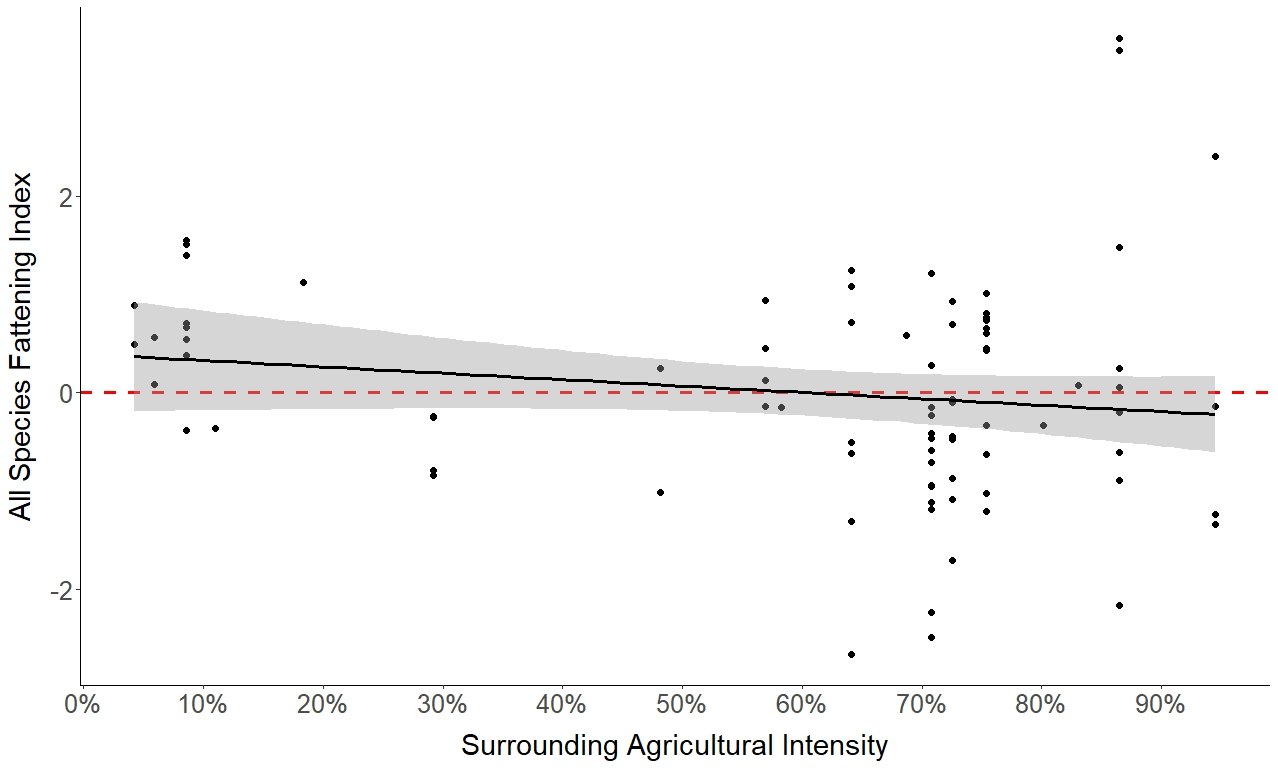 All Species Fattening Index
2
0
-2
0% 10% 20% 30% 40% 50% 60% 70% 80% 90%
Surrounding Agricultural Intensity